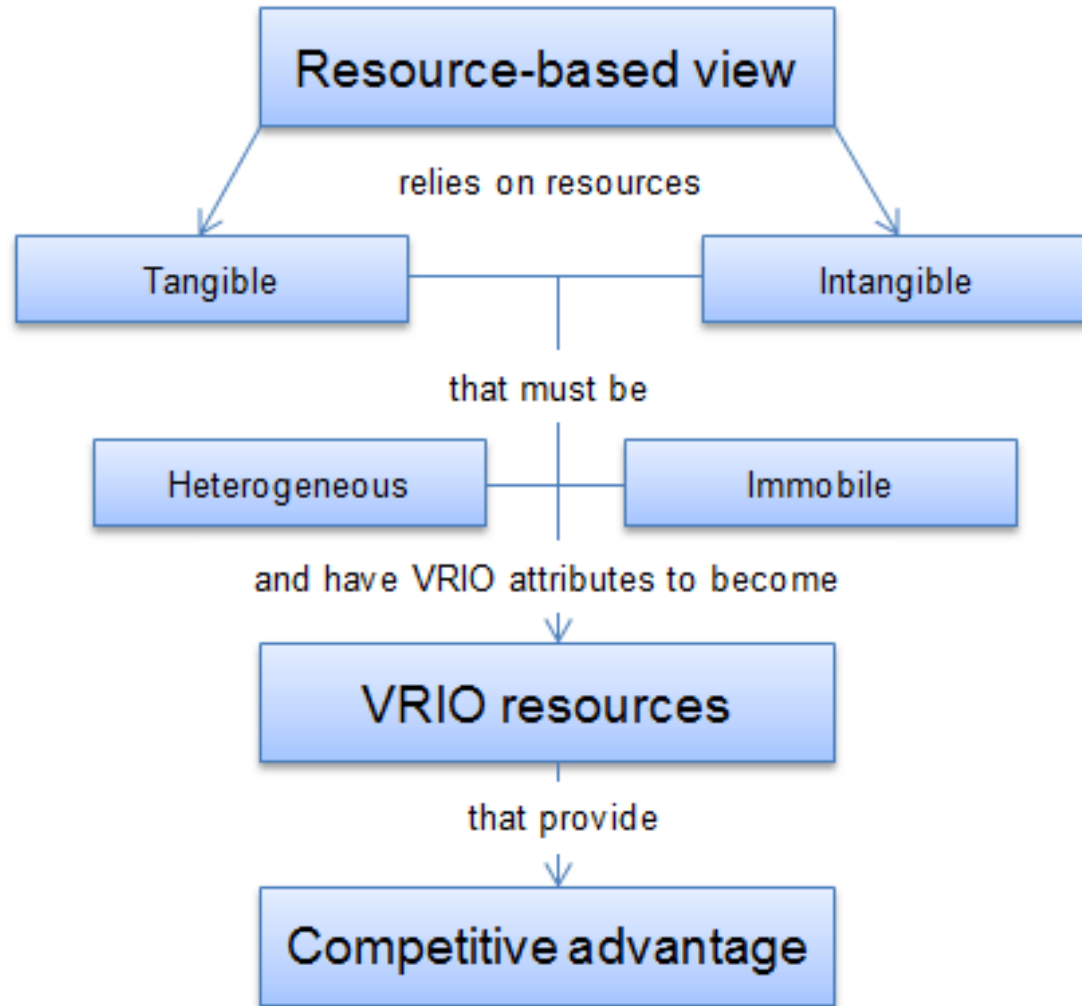 Resource-based view
relies on resources
Tangible
Intangible
that must be
Heterogeneous
Immobile
and have VRIO attributes to become
VRIO resources
that provide
Competitive advantage